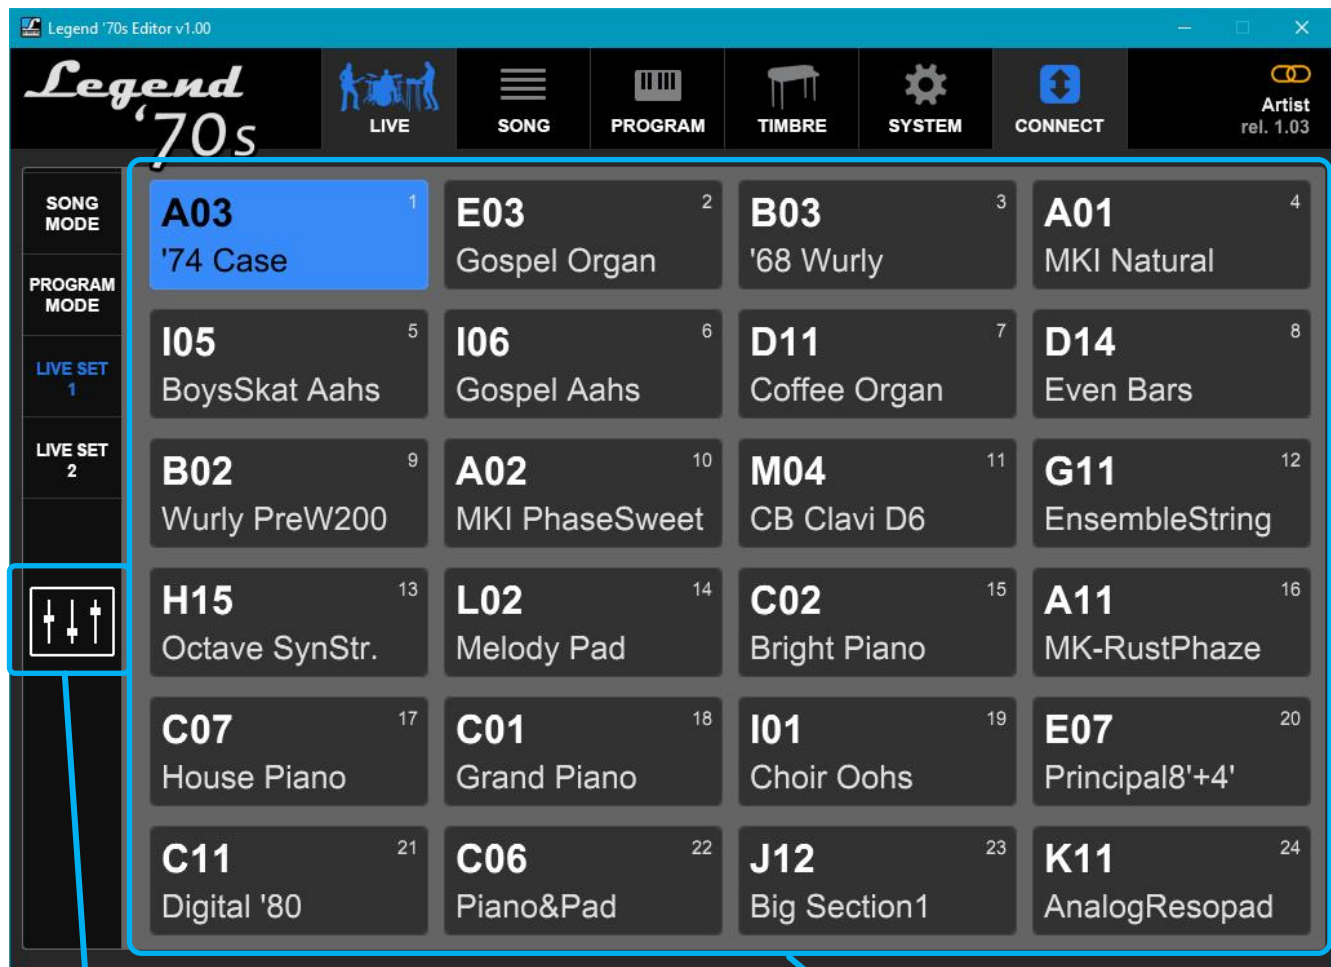 Legend '70s Editor v1.00
Legend '70s
LIVE
SONG
PROGRAM
TIMBRE
SYSTEM
CONNECT
Artist
rel. 1.03
SONG
MODE
PROGRAM
MODE
LIVE SET
1
LIVE SET
2
A03 1
'74 Case
E03 2
Gospel Organ
B03 3
'68 Wurly
A01 4
MKI Natural
I05 5
BoysSkat Aahs
I06 6
Gospel Aahs
D11 7
Coffee Organ
D14 8
Even Bars
B02 9
Wurly PreW200
A02 10
MKI PhaseSweet
M04 11
CB Clavi D6
G11 12
EnsembleString
H15 13
Octave SynStr.
L02 14
Melody Pad
C02 15
Bright Piano
A11 16
MK-RustPhaze
C07 17
House Piano
C01 18
Grand Piano
I01 19
Choir Oohs
E07 20
Principal8'+4'
C11 21
Digital '80
C06 22
Piano&Pad
J12 23
Big Section1
K11 24
AnalogResopad